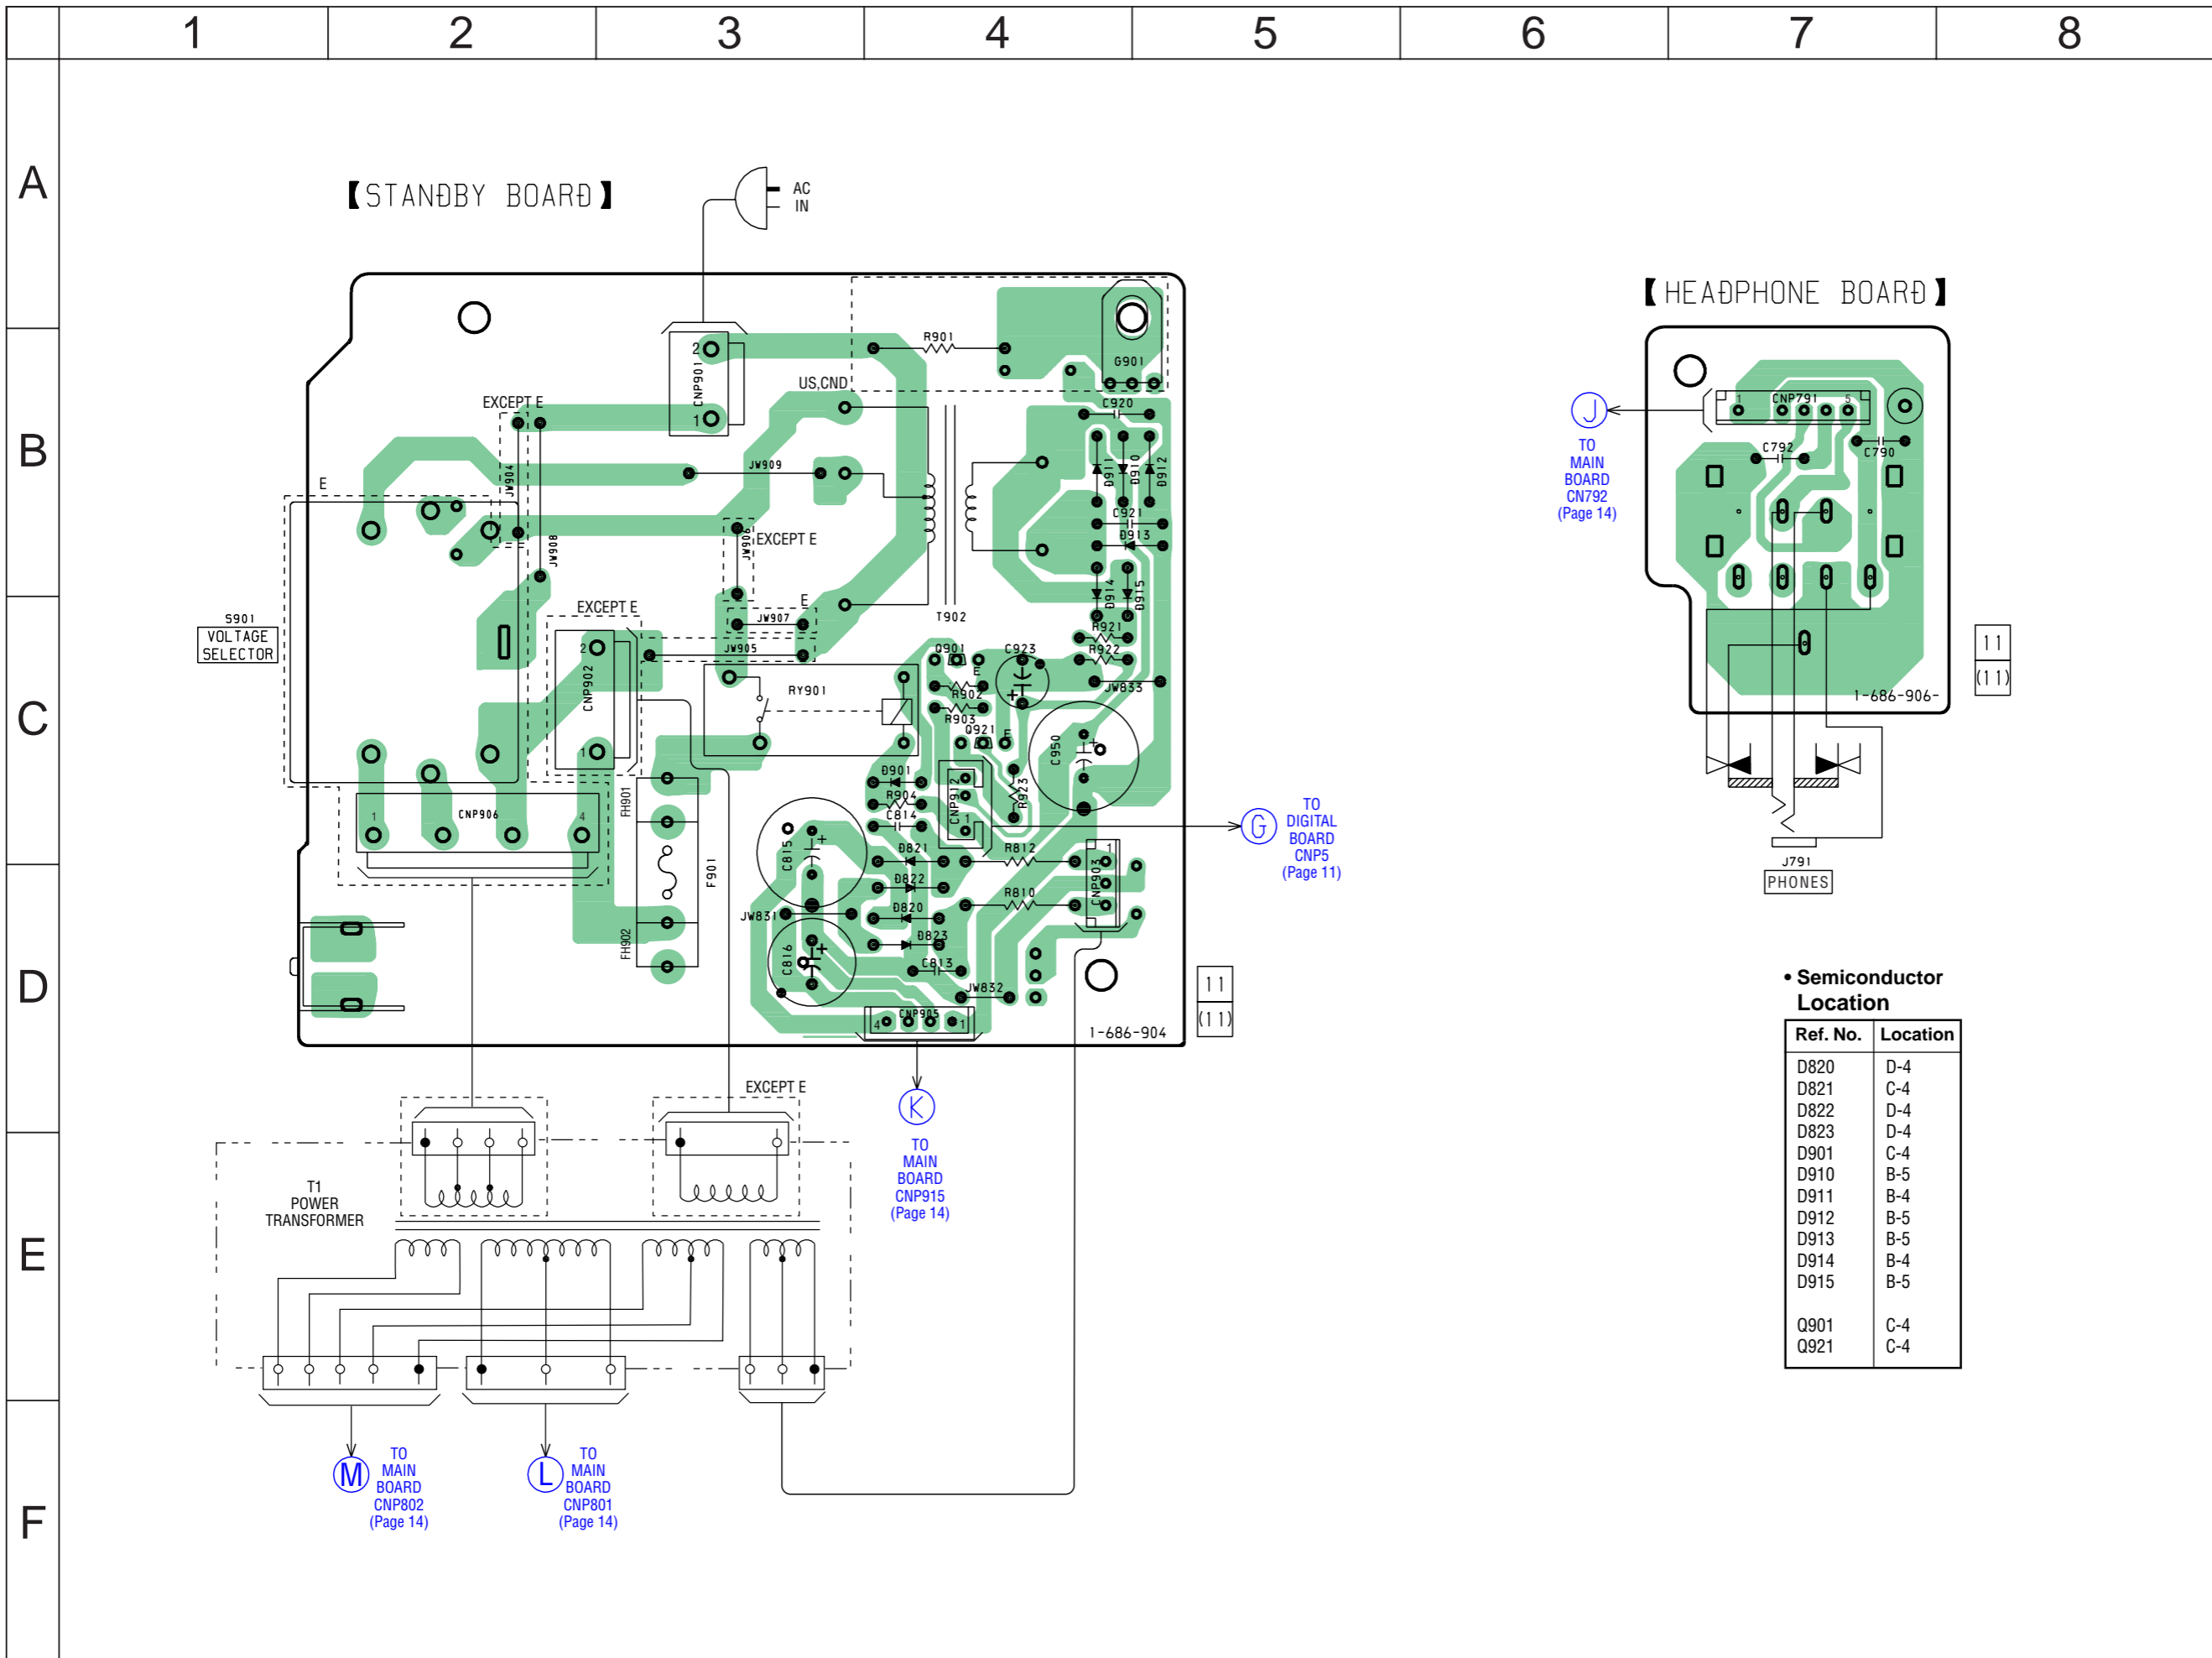 1 2 3 4 5 6 7 8
A
B
C
D
E
F
【STANDBY BOARD】
AC
IN
R901
G901
2
CNP901
1
US,CND
EXCEPT E
C920
JW904
JW909
D911
D910
D912
E
C921
D913
JW908
JW906
EXCEPT E
D914
D915
S901
VOLTAGE
SELECTOR
EXCEPT E
E
JW907
T902
R921
JW905
Q901
C923
R922
2
CNP902
1
RY901
E
R902
JW833
R903
Q921
E
C950
D901
FH901
R904
CNP912
R923
1
CNP906
4
C814
1
C815
D821
R812
1
CNP903
F901
D822
R810
JW831
D820
FH902
C816
D823
C813
JW832
4
CNP905
1
1-686-904
11
(11)
G
TO
DIGITAL
BOARD
CNP5
(Page 11)
K
TO
MAIN
BOARD
CNP915
(Page 14)
EXCEPT E
T1
POWER
TRANSFORMER
M
TO
MAIN
BOARD
CNP802
(Page 14)
L
TO
MAIN
BOARD
CNP801
(Page 14)
【HEADPHONE BOARD】
J
TO
MAIN
BOARD
CN792
(Page 14)
1
CNP791
5
C792
C790
1-686-906-
11
(11)
J791
PHONES
• Semiconductor
Location
Ref. No. Location
D820 D-4
D821 C-4
D822 D-4
D823 D-4
D901 C-4
D910 B-5
D911 B-4
D912 B-5
D913 B-5
D914 B-4
D915 B-5
Q901 C-4
Q921 C-4